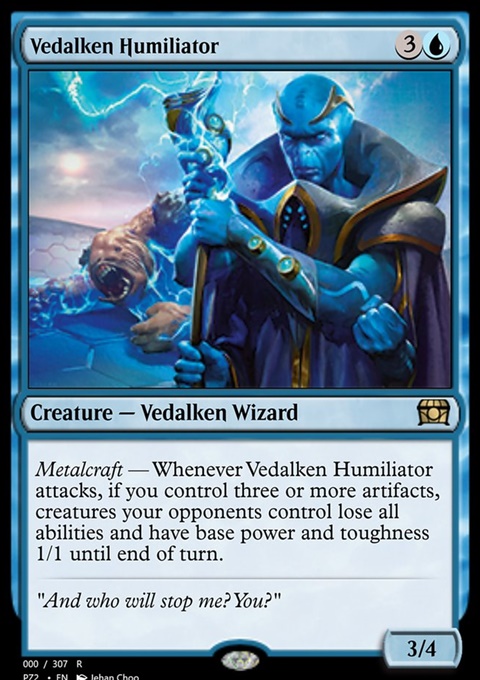 Vedalken Humiliator 3
Creature — Vedalken Wizard
Metalcraft — Whenever Vedalken Humiliator
attacks, if you control three or more artifacts,
creatures your opponents control lose all
abilities and have base power and toughness
1/1 until end of turn.
"And who will stop me? You?"
3/4
000 / 307 R
PZ2 • EN Jehan Choo